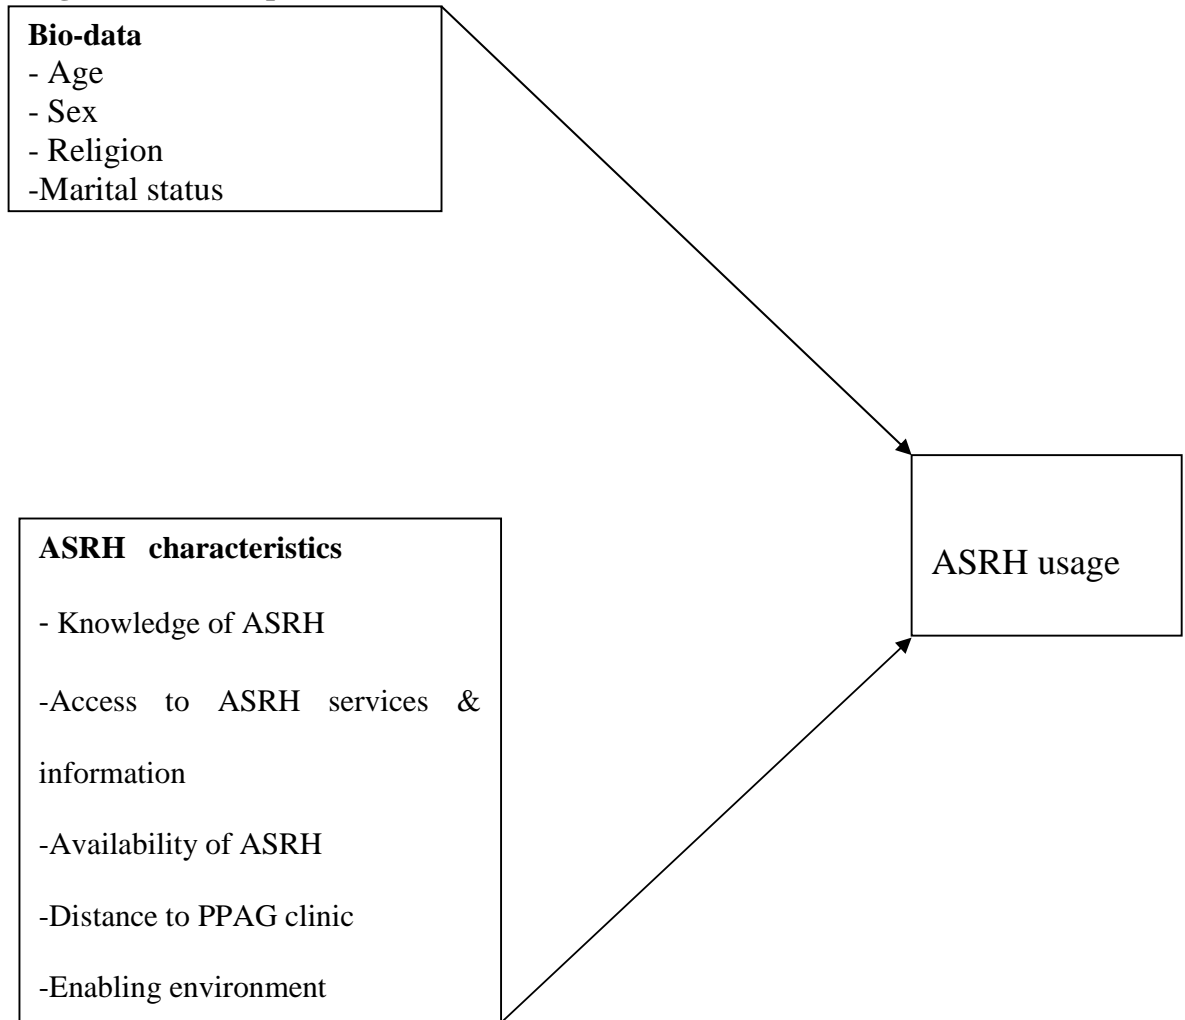 Bio-data
- Age
- Sex
- Religion
-Marital status
ASRH usage
ASRH characteristics
- Knowledge of ASRH
-Access to ASRH services &
information
-Availability of ASRH
-Distance to PPAG clinic
-Enabling environment